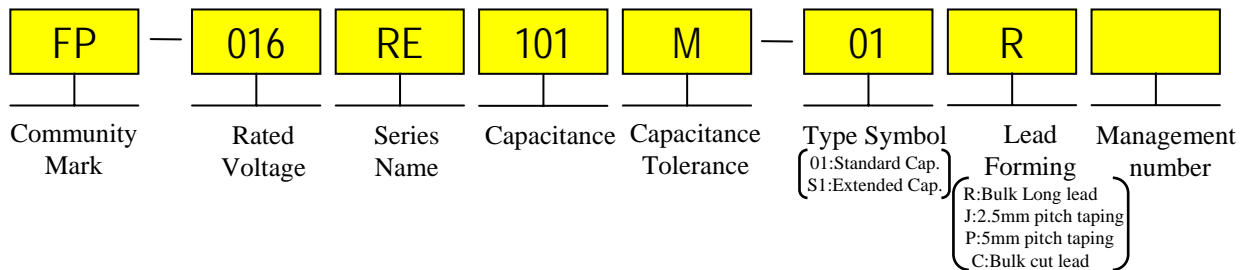 FP — 016 RE 101 M — 01 R
Community Mark
Rated Voltage
Series Name
Capacitance
Capacitance Tolerance
Type Symbol
01:Standard Cap.
S1:Extended Cap.
Lead Forming
R:Bulk Long lead
J:2.5mm pitch taping
P:5mm pitch taping
C:Bulk cut lead
Management number